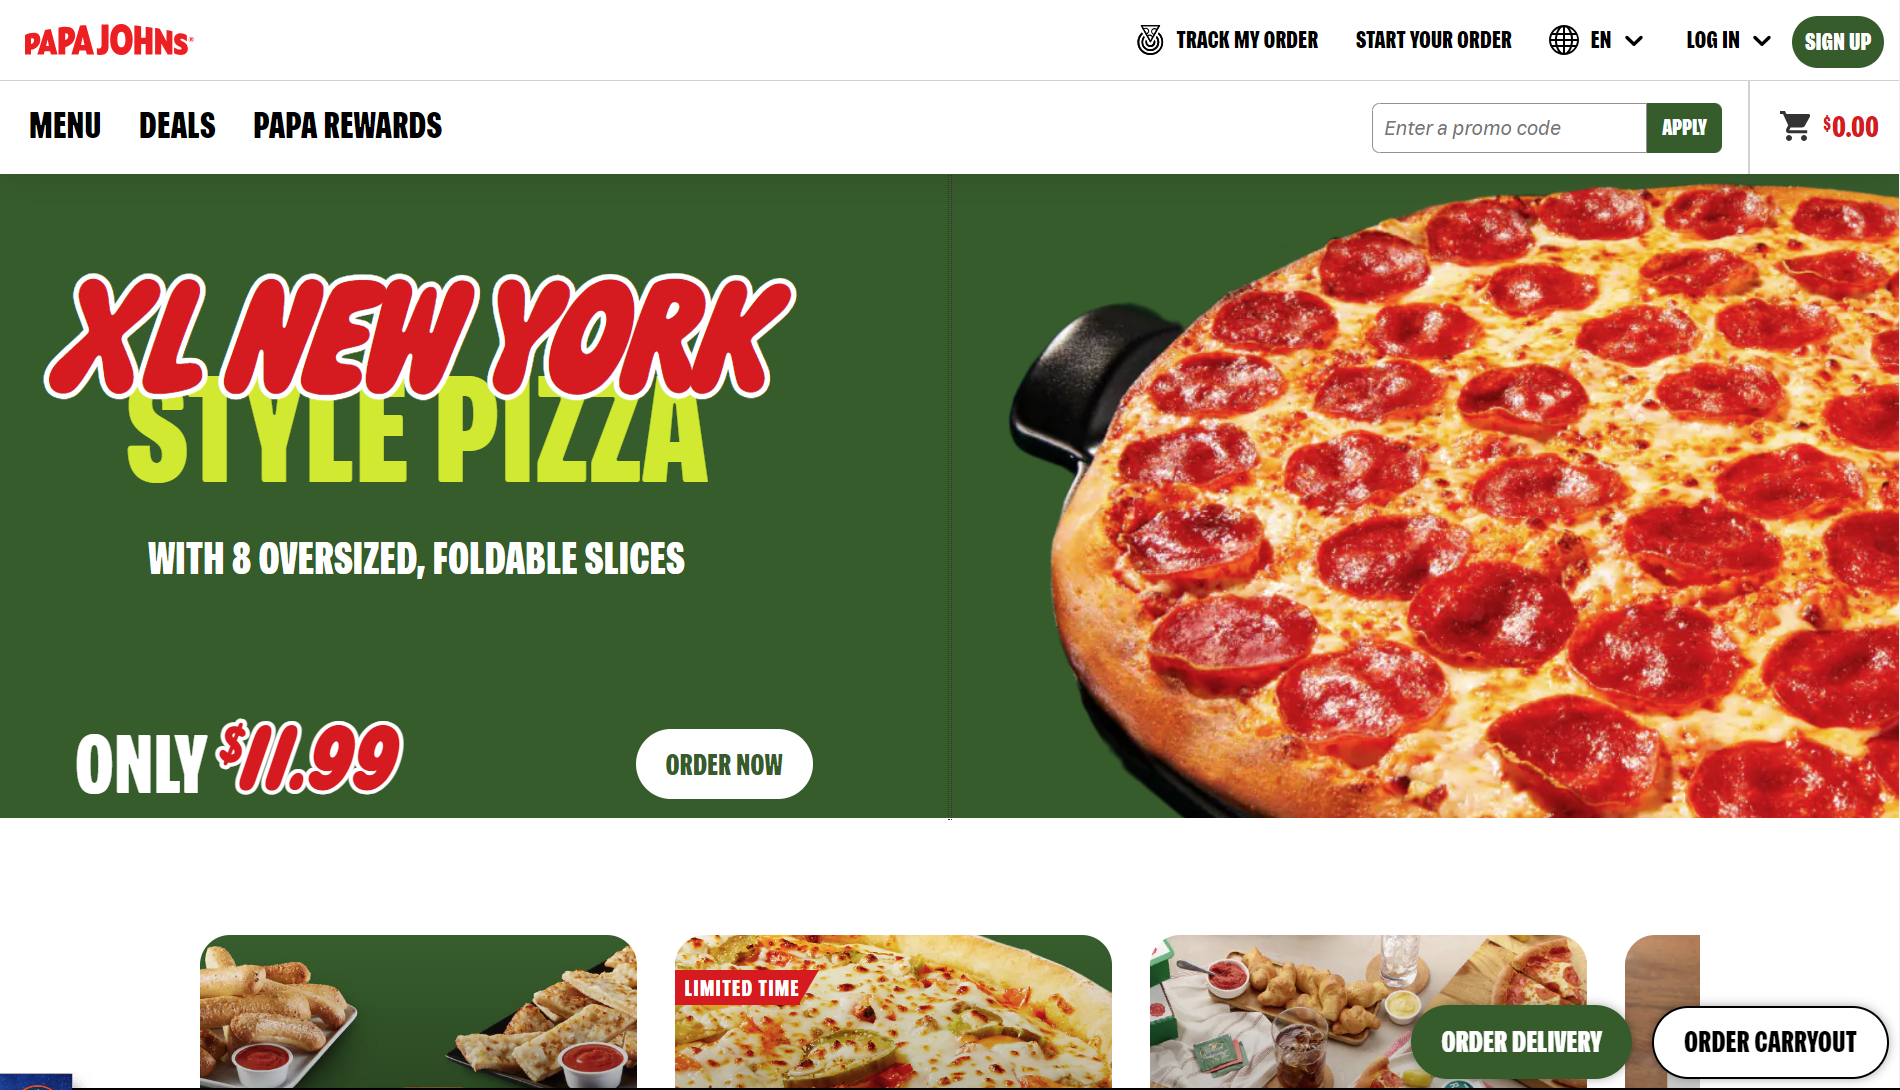 PAPA JOHNS
TRACK MY ORDER
START YOUR ORDER
EN
LOG IN
SIGN UP
MENU
DEALS
PAPA REWARDS
Enter a promo code
APPLY
$0.00
XL NEW YORK
STYLE PIZZA
WITH 8 OVERSIZED, FOLDABLE SLICES
ONLY $11.99
ORDER NOW
LIMITED TIME
ORDER DELIVERY
ORDER CARRYOUT